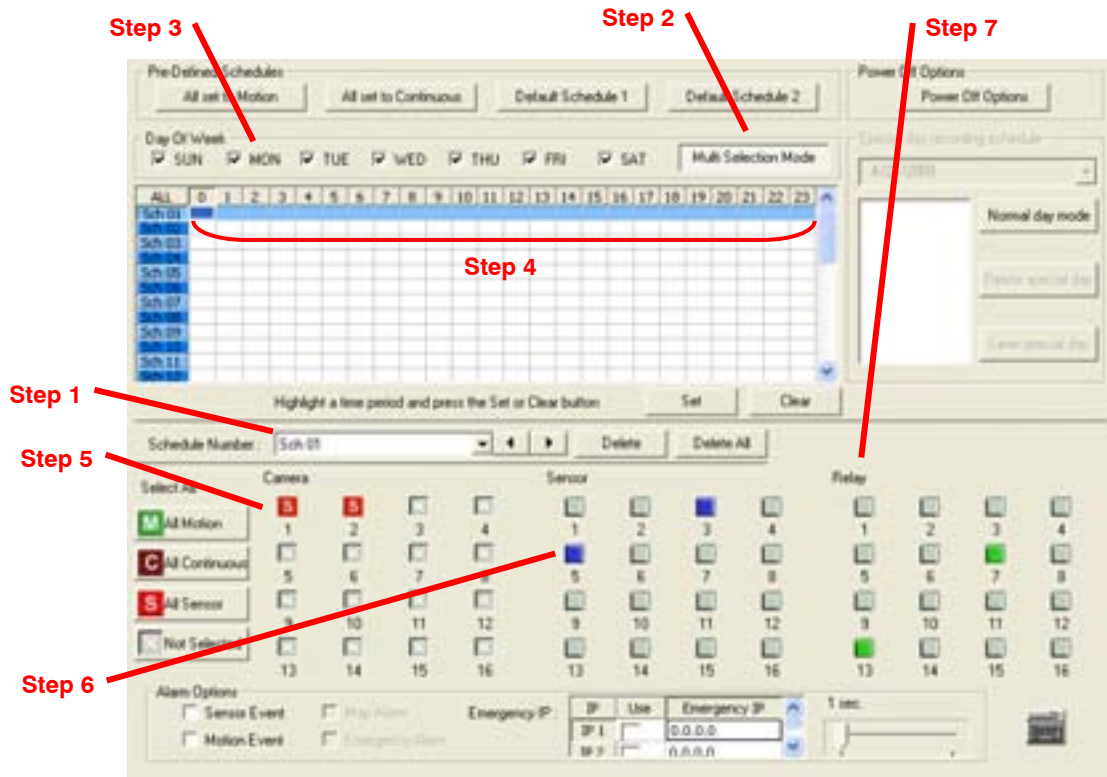 Step 3
Step 2
Step 7
Pre-Defined Schedules
All set to Motion
All set to Continuous
Default Schedule 1
Default Schedule 2
Power Off Options
Power Off Options
Day Of Week
SUN MON TUE WED THU FRI SAT
Multi Selection Mode
Special day recording schedule
ALL 0 1 2 3 4 5 6 7 8 9 10 11 12 13 14 15 16 17 18 19 20 21 22 23
Sch 01
Sch 02
Sch 03
Sch 04
Sch 05
Sch 06
Sch 07
Sch 08
Sch 09
Sch 10
Sch 11
Sch 12
Step 4
Normal day mode
Delete special day
Save special day
Step 1
Highlight a time period and press the Set or Clear button
Set
Clear
Schedule Number :
Sch 01
Delete
Delete All
Step 5
Select All
Camera
Sensor
Relay
M All Motion
C All Continuous
S All Sensor
Not Selected
S S
1 2 3 4
5 6 7 8
9 10 11 12
13 14 15 16
1 2 3 4
5 6 7 8
9 10 11 12
13 14 15 16
1 2 3 4
5 6 7 8
9 10 11 12
13 14 15 16
Step 6
Alarm Options
Sensor Event
Map Alarm
Motion Event
Emergency Alarm
Emergency IP :
IP Use Emergency IP
IP 1 0.0.0.0
IP 2 0.0.0.0
1 sec.